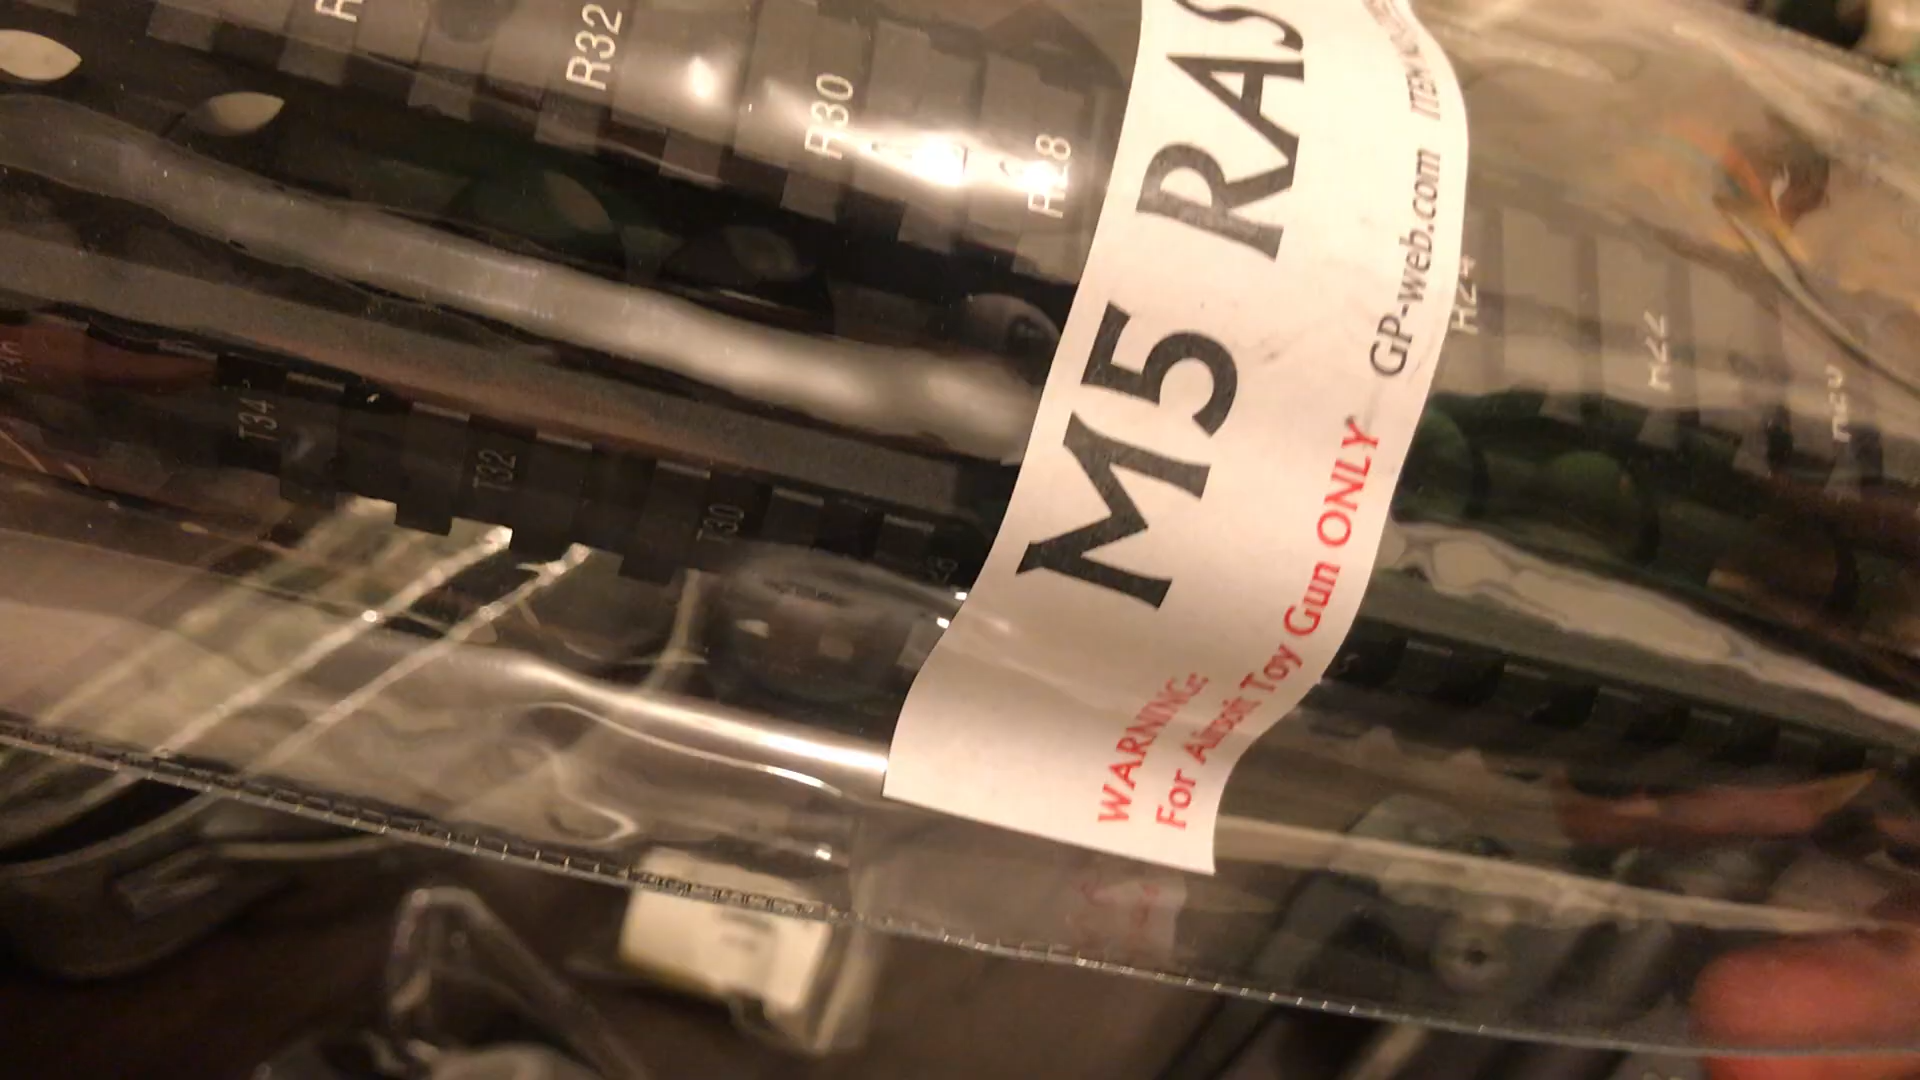 M5 RAS
GP-web.com ITEM
WARNING:
For Airsoft Toy Gun ONLY
R32
R30
R28
R24
R22
T34
T32
T30